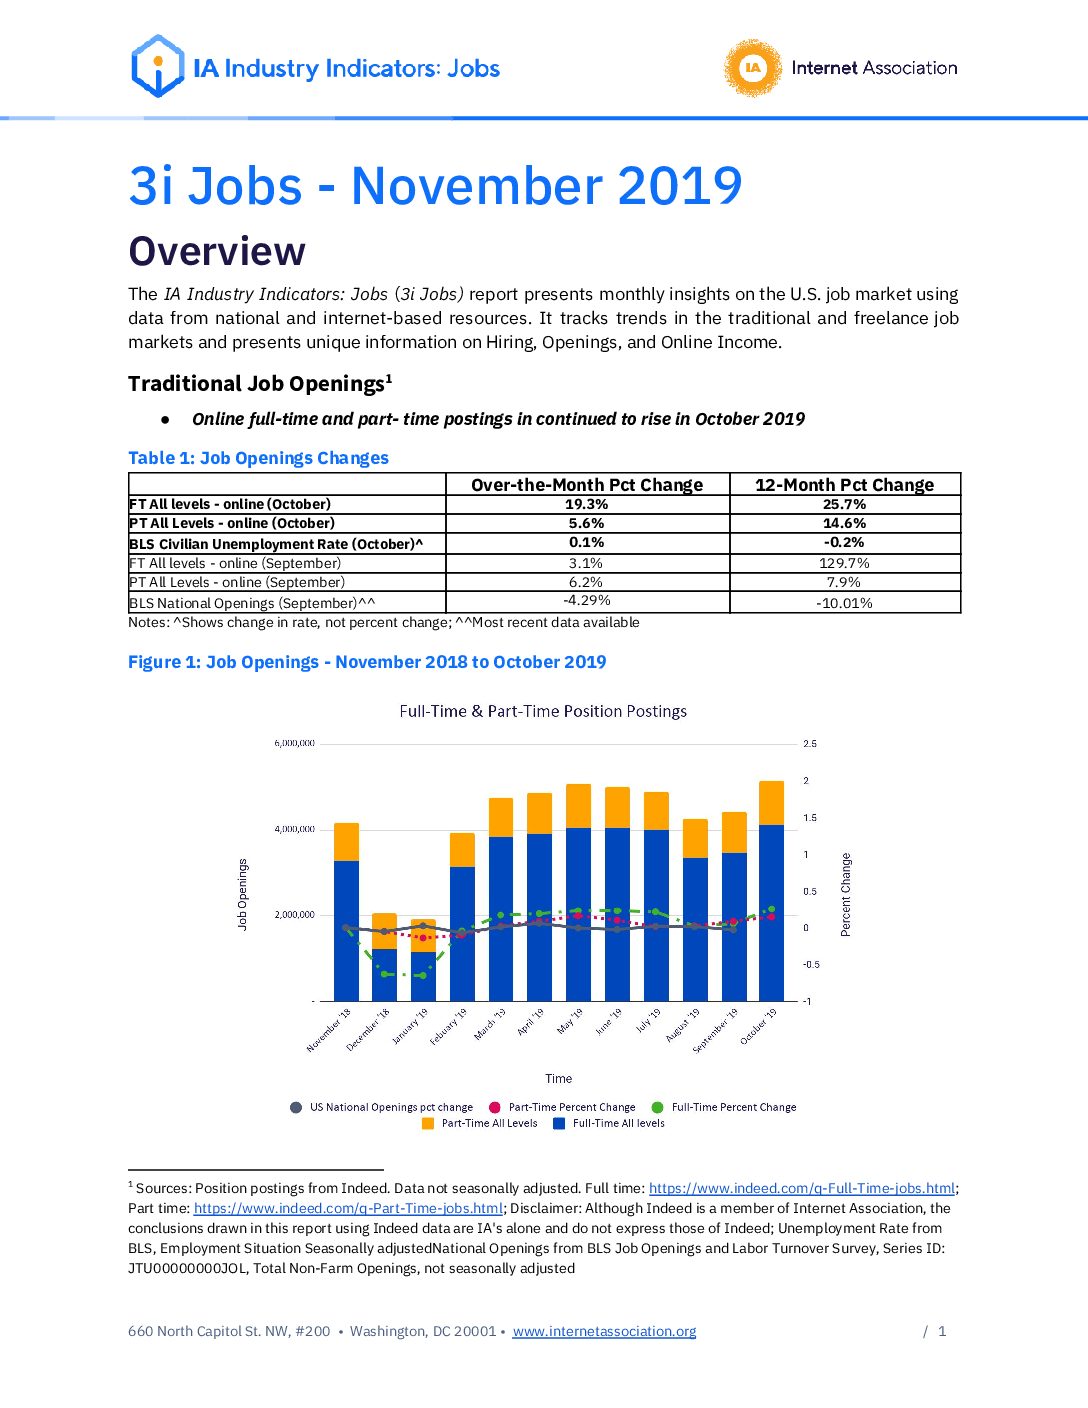 IA Industry Indicators: Jobs
IA
Internet Association
3i Jobs - November 2019
Overview
The IA Industry Indicators: Jobs (3i Jobs) report presents monthly insights on the U.S. job market using
data from national and internet-based resources. It tracks trends in the traditional and freelance job
markets and presents unique information on Hiring, Openings, and Online Income.
Traditional Job Openings1
● Online full-time and part- time postings in continued to rise in October 2019
Table 1: Job Openings Changes
Over-the-Month Pct Change 12-Month Pct Change
FT All levels - online (October) 19.3% 25.7%
PT All Levels - online (October) 5.6% 14.6%
BLS Civilian Unemployment Rate (October)^ 0.1% -0.2%
FT All levels - online (September) 3.1% 129.7%
PT All Levels - online (September) 6.2% 7.9%
BLS National Openings (September)^^ -4.29% -10.01%
Notes: ^Shows change in rate, not percent change; ^^Most recent data available
Figure 1: Job Openings - November 2018 to October 2019
Full-Time & Part-Time Position Postings
6,000,000
4,000,000
2,000,000
-
Job Openings
2.5
2
1.5
1
0.5
0
-0.5
-1
Percent Change
November '18
December '18
January '19
Febuary '19
March '19
April '19
May '19
June '19
July '19
August '19
September '19
October '19
Time
US National Openings pct change Part-Time Percent Change Full-Time Percent Change
Part-Time All Levels Full-Time All levels
1 Sources: Position postings from Indeed. Data not seasonally adjusted. Full time: https://www.indeed.com/q-Full-Time-jobs.html;
Part time: https://www.indeed.com/q-Part-Time-jobs.html; Disclaimer: Although Indeed is a member of Internet Association, the
conclusions drawn in this report using Indeed data are IA's alone and do not express those of Indeed; Unemployment Rate from
BLS, Employment Situation Seasonally adjustedNational Openings from BLS Job Openings and Labor Turnover Survey, Series ID:
JTU00000000JOL, Total Non-Farm Openings, not seasonally adjusted
660 North Capitol St. NW, #200 • Washington, DC 20001 • www.internetassociation.org / 1